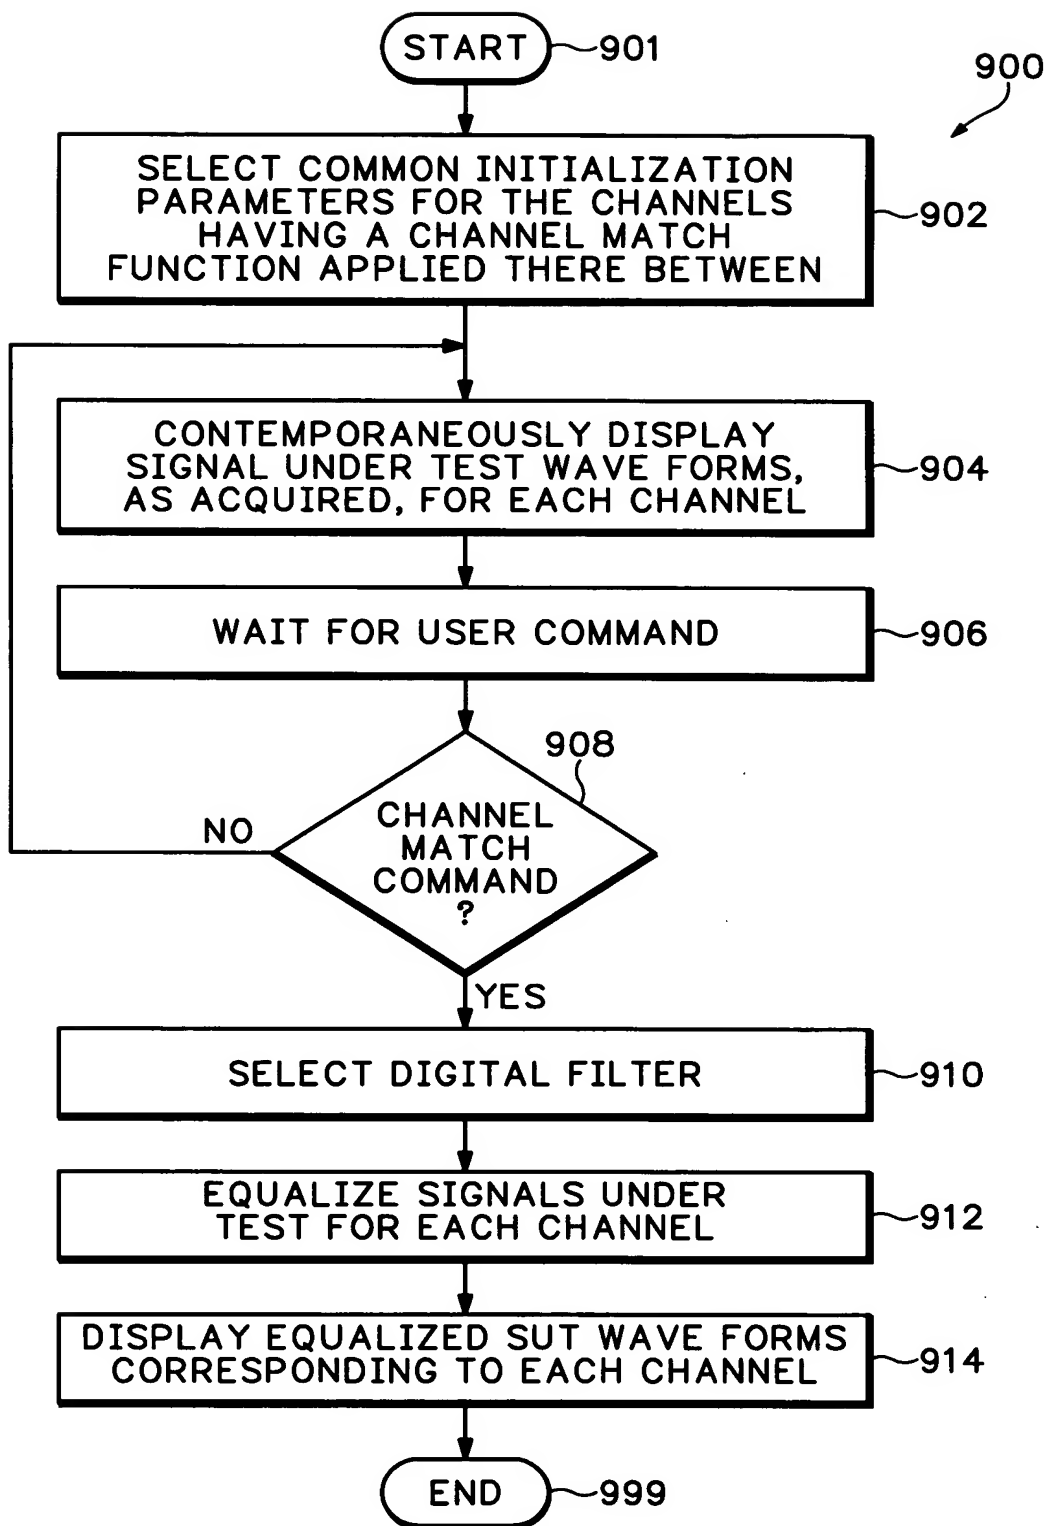 START
901
900
SELECT COMMON INITIALIZATION
PARAMETERS FOR THE CHANNELS
HAVING A CHANNEL MATCH
FUNCTION APPLIED THERE BETWEEN
902
CONTEMPORANEOUSLY DISPLAY
SIGNAL UNDER TEST WAVE FORMS,
AS ACQUIRED, FOR EACH CHANNEL
904
WAIT FOR USER COMMAND
906
908
CHANNEL
MATCH
COMMAND
?
NO
YES
SELECT DIGITAL FILTER
910
EQUALIZE SIGNALS UNDER
TEST FOR EACH CHANNEL
912
DISPLAY EQUALIZED SUT WAVE FORMS
CORRESPONDING TO EACH CHANNEL
914
END
999